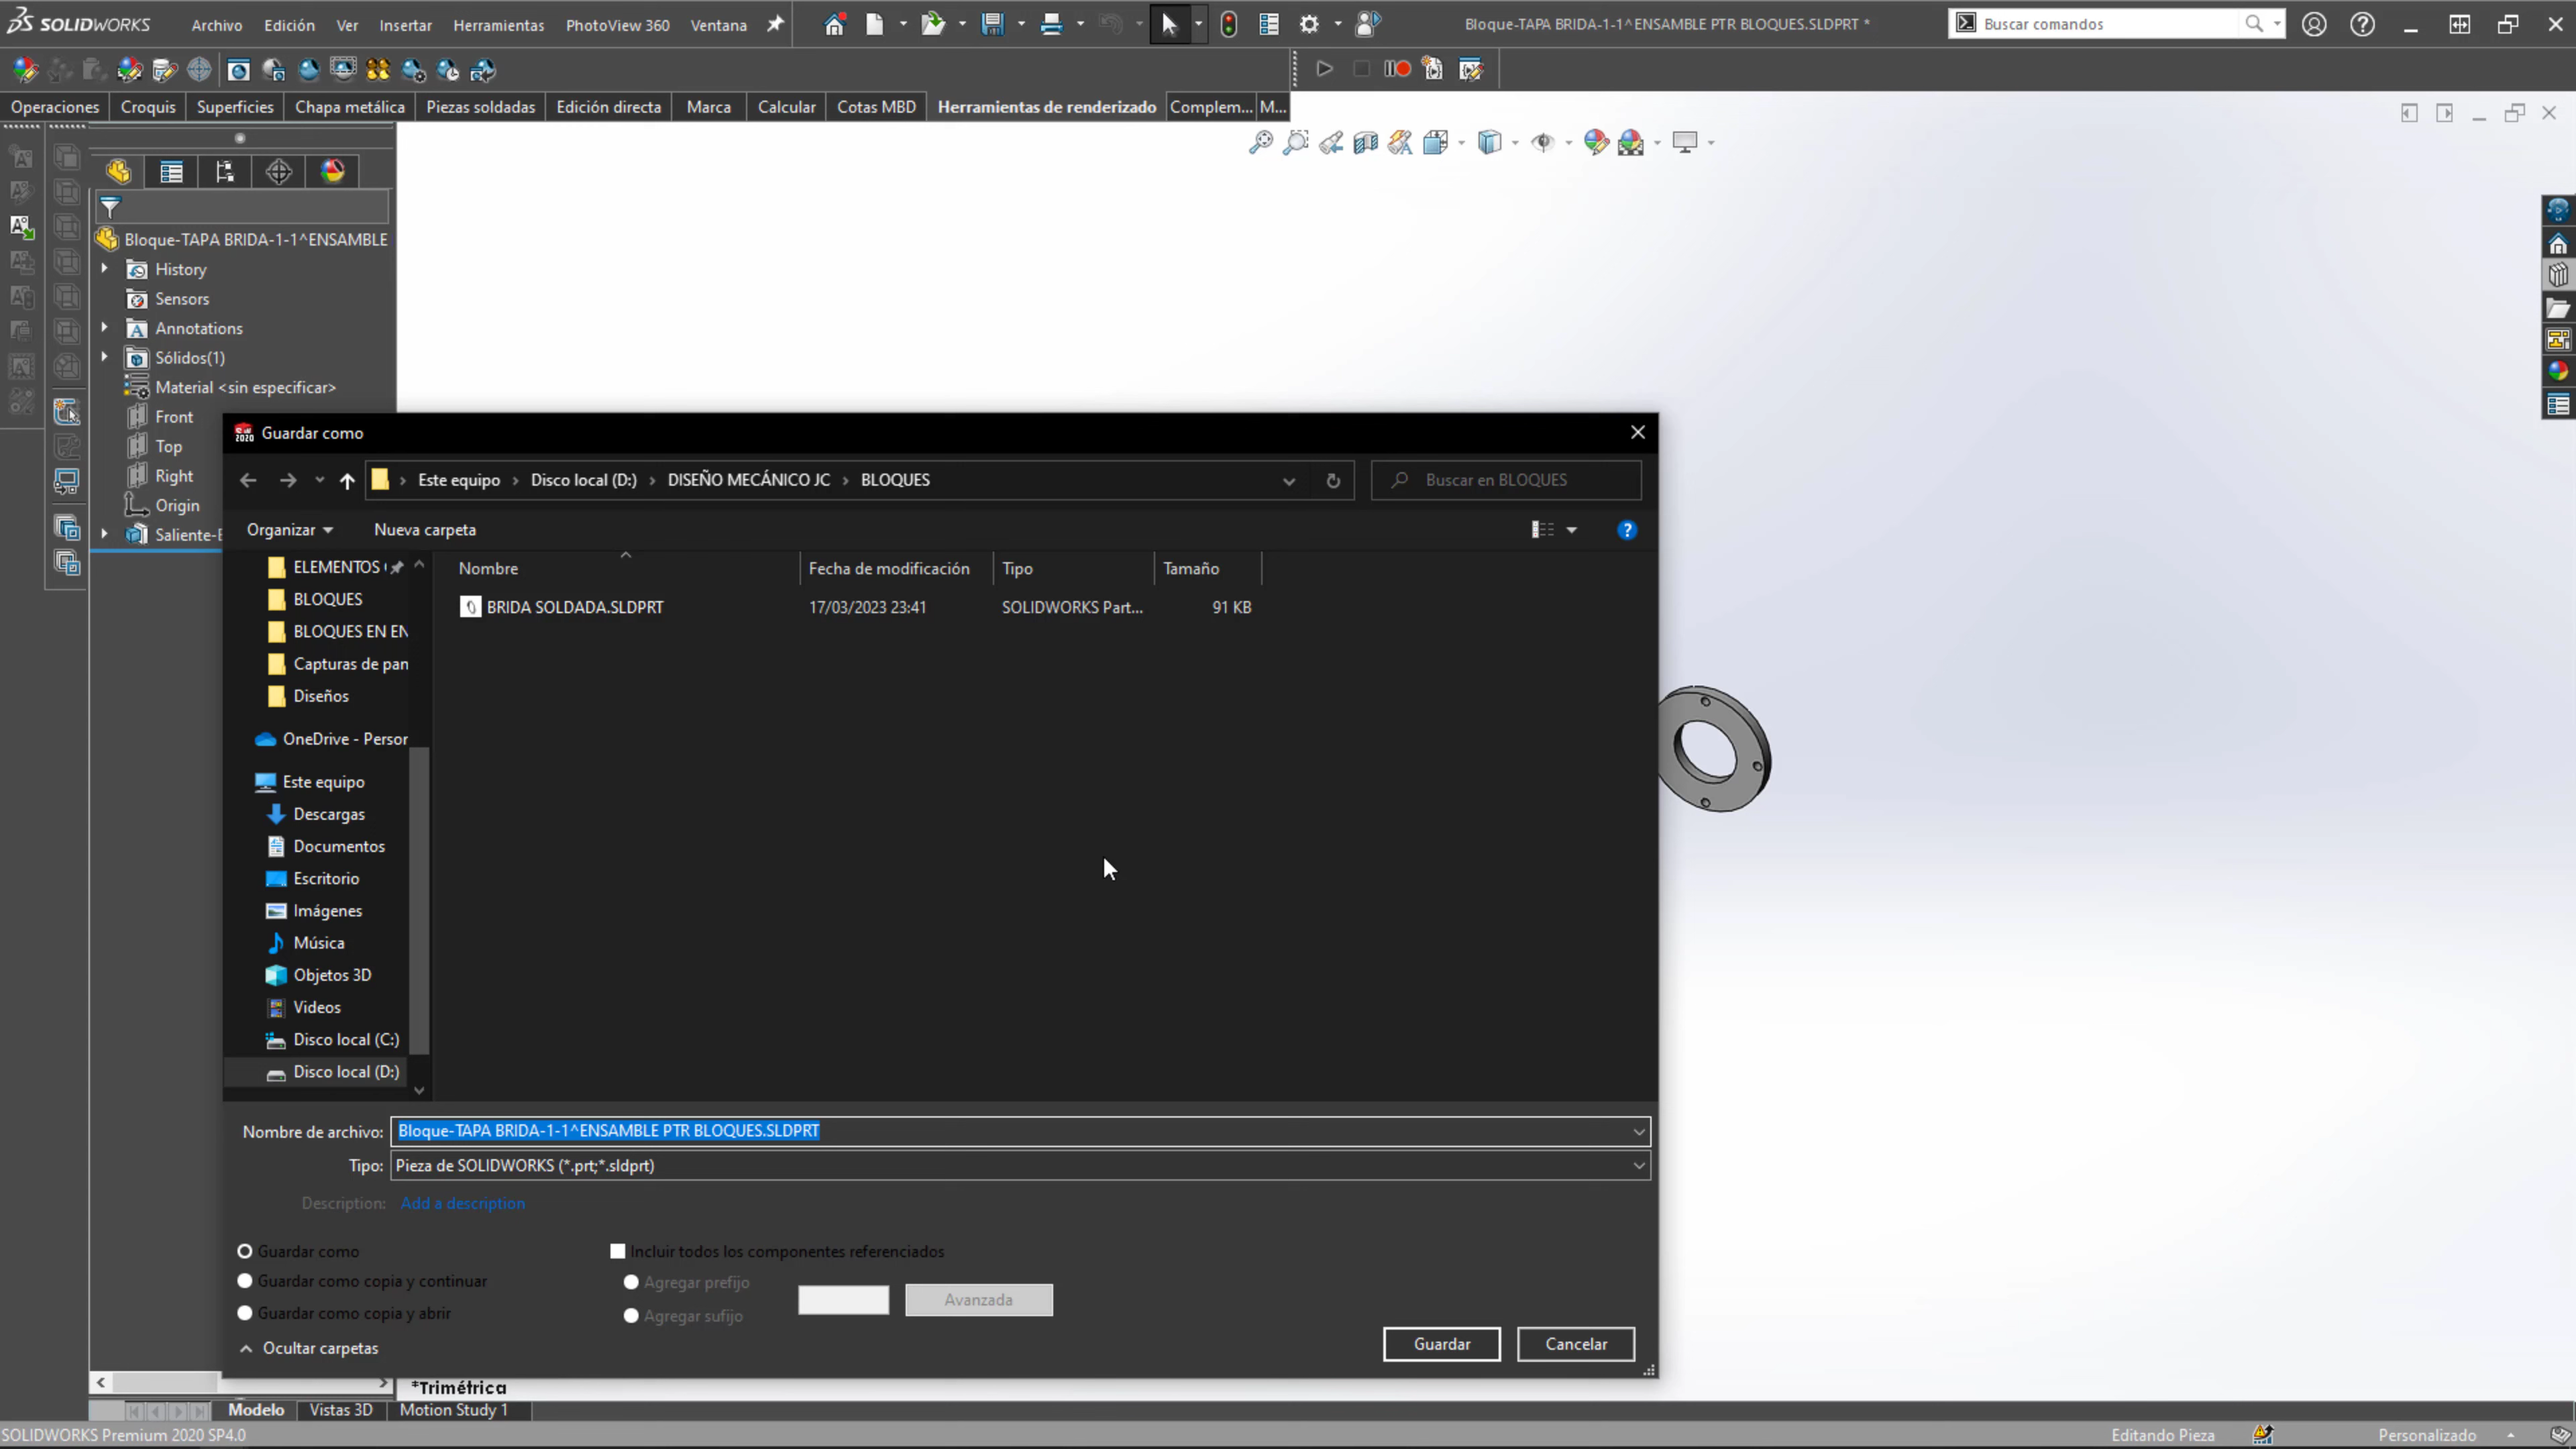 SOLIDWORKS Archivo Edición Ver Insertar Herramientas PhotoView 360 Ventana Bloque-TAPA BRIDA-1-1^ENSAMBLE PTR BLOQUES.SLDPRT * Buscar comandos
Operaciones Croquis Superficies Chapa metálica Piezas soldadas Edición directa Marca Calcular Cotas MBD Herramientas de renderizado Complem... M...
Bloque-TAPA BRIDA-1-1^ENSAMBLE
History
Sensors
Annotations
Sólidos(1)
Material <sin especificar>
Front
Top
Right
Origin
Saliente-E
Guardar como
Este equipo > Disco local (D:) > DISEÑO MECÁNICO JC > BLOQUES
Buscar en BLOQUES
Organizar Nueva carpeta
ELEMENTOS
BLOQUES
BLOQUES EN EN
Capturas de pan
Diseños
OneDrive - Person
Este equipo
Descargas
Documentos
Escritorio
Imágenes
Música
Objetos 3D
Videos
Disco local (C:)
Disco local (D:)
Nombre Fecha de modificación Tipo Tamaño
BRIDA SOLDADA.SLDPRT 17/03/2023 23:41 SOLIDWORKS Part... 91 KB
Nombre de archivo: Bloque-TAPA BRIDA-1-1^ENSAMBLE PTR BLOQUES.SLDPRT
Tipo: Pieza de SOLIDWORKS (*.prt;*.sldprt)
Description: Add a description
Guardar como
Guardar como copia y continuar
Guardar como copia y abrir
Incluir todos los componentes referenciados
Agregar prefijo
Agregar sufijo
Avanzada
Ocultar carpetas
Guardar Cancelar
*Trimétrica
Modelo Vistas 3D Motion Study 1
SOLIDWORKS Premium 2020 SP4.0 Editando Pieza Personalizado